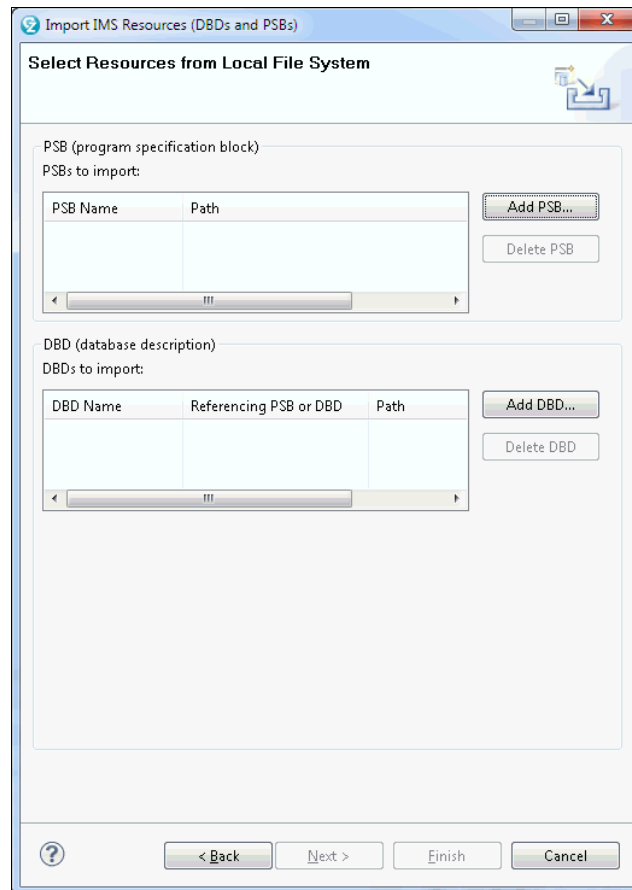 Import IMS Resources (DBDs and PSBs)
Select Resources from Local File System
PSB (program specification block)
PSBs to import:
PSB Name Path
Add PSB...
Delete PSB
DBD (database description)
DBDs to import:
DBD Name Referencing PSB or DBD Path
Add DBD...
Delete DBD
? < Back Next > Finish Cancel